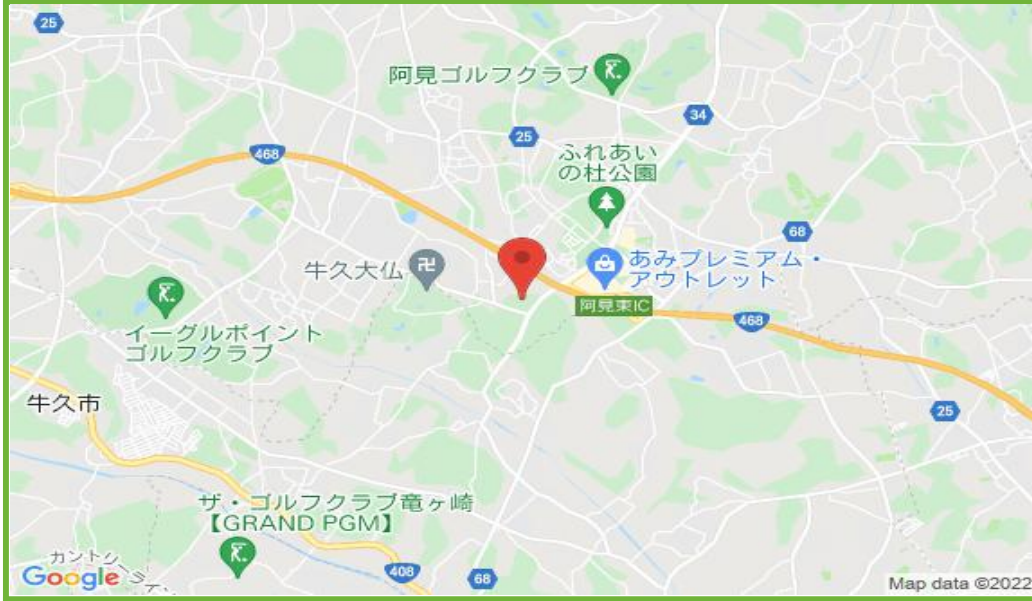 25
阿見ゴルフクラブ
34
25
468
ふれあい
の杜公園
68
牛久大仏
卍
あみプレミアム・
アウトレット
阿見東IC
イーグルポイント
ゴルフクラブ
468
牛久市
25
ザ・ゴルフクラブ竜ヶ崎
【GRAND PGM】
408
68
Google
Map data ©2022